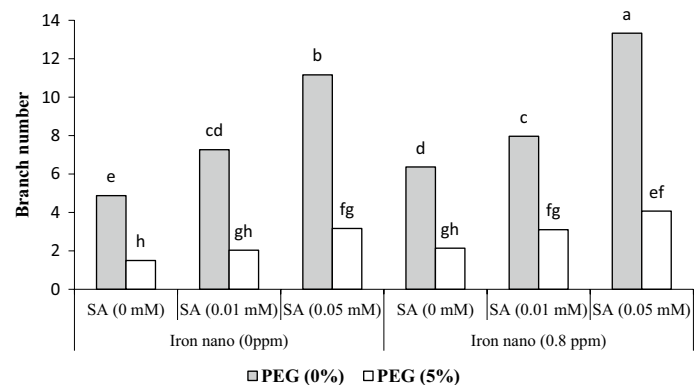 14
12
10
8
6
4
2
0
Branch number
e
h
cd
gh
b
fg
d
gh
c
fg
a
ef
SA (0 mM)
SA (0.01 mM)
SA (0.05 mM)
SA (0 mM)
SA (0.01 mM)
SA (0.05 mM)
Iron nano (0ppm)
Iron nano (0.8 ppm)
PEG (0%)
PEG (5%)